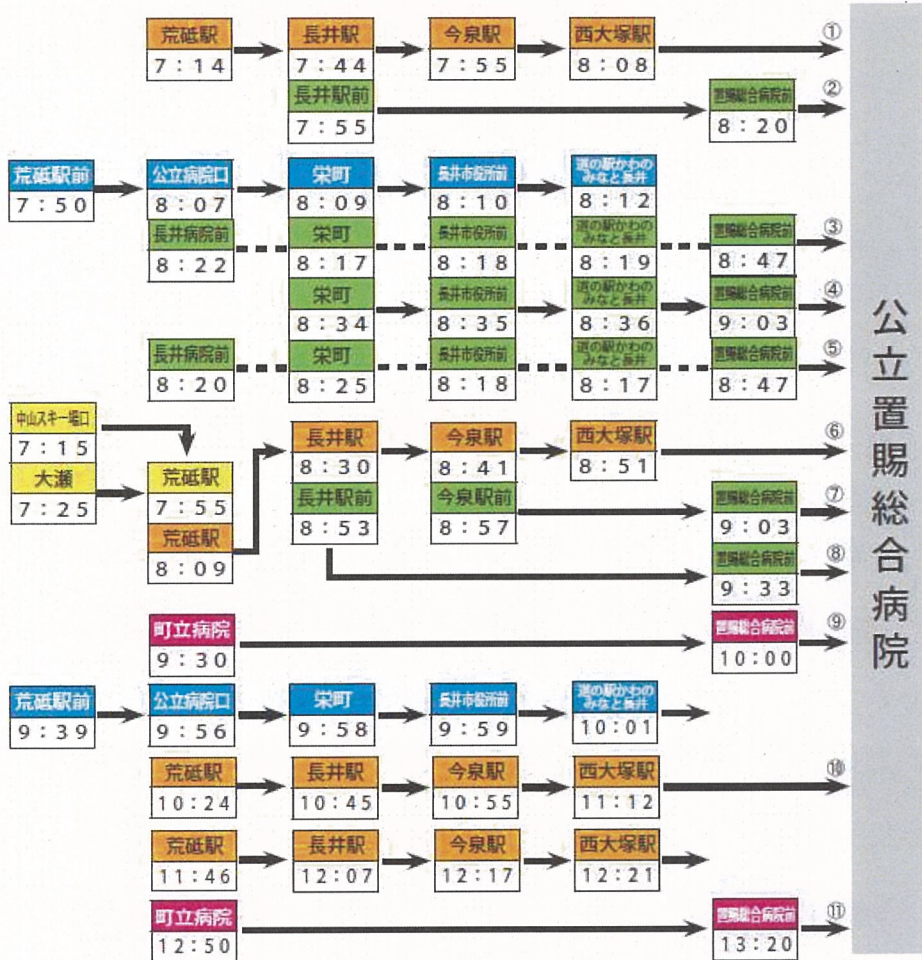 荒砥駅 長井駅 今泉駅 西大塚駅 ①
7:14 7:44 7:55 8:08
長井駅前 置賜総合病院前 ②
7:55 8:20
荒砥駅前 公立病院口 栄町 長井市役所前 道の駅かわのみなと長井
7:50 8:07 8:09 8:10 8:12
長井病院前 栄町 長井市役所前 道の駅かわのみなと長井 置賜総合病院前 ③
8:22 8:17 8:18 8:19 8:47
栄町 長井市役所前 道の駅かわのみなと長井 置賜総合病院前 ④
8:34 8:35 8:36 9:03
長井病院前 栄町 長井市役所前 道の駅かわのみなと長井 置賜総合病院前 ⑤
8:20 8:25 8:18 8:17 8:47
中山スキー場口 長井駅 今泉駅 西大塚駅 ⑥
7:15 8:30 8:41 8:51
大瀬 荒砥駅 長井駅前 今泉駅前 置賜総合病院前 ⑦
7:25 7:55 8:53 8:57 9:03
荒砥駅 置賜総合病院前 ⑧
8:09 9:33
町立病院 置賜総合病院前 ⑨
9:30 10:00
荒砥駅前 公立病院口 栄町 長井市役所前 道の駅かわのみなと長井
9:39 9:56 9:58 9:59 10:01
荒砥駅 長井駅 今泉駅 西大塚駅 ⑩
10:24 10:45 10:55 11:12
荒砥駅 長井駅 今泉駅 西大塚駅
11:46 12:07 12:17 12:21
町立病院 置賜総合病院前 ⑪
12:50 13:20
公立置賜総合病院